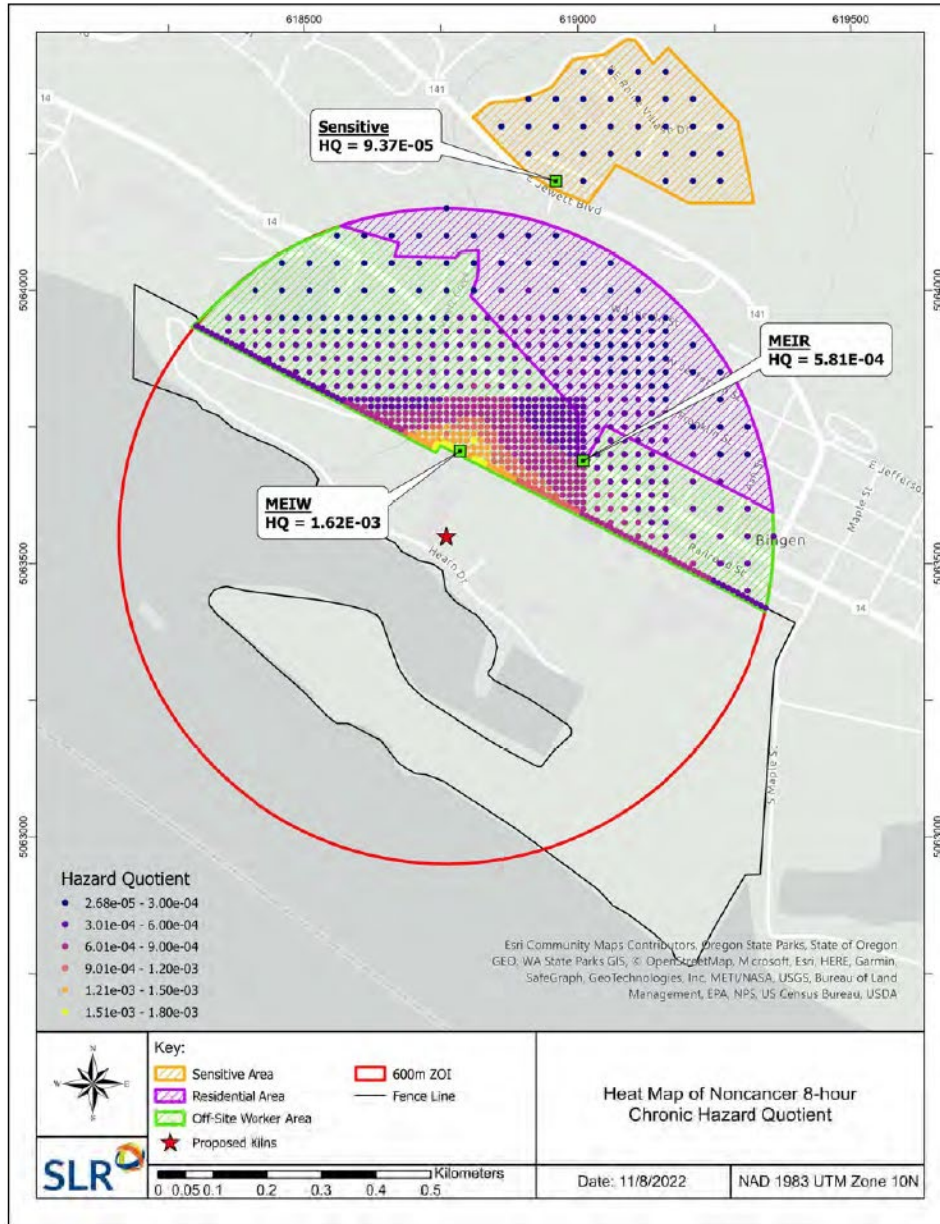 618500
619000
619500
5064000
5063500
5063000
5064000
5063500
5063000
14
141
14
141
14
Sensitive
HQ = 9.37E-05
E Jewett Blvd
MEIR
HQ = 5.81E-04
MEIW
HQ = 1.62E-03
Hearn Dr
Bingen
Railroad St
Maple St
E Jefferson
S Maple St
Hazard Quotient
2.68e-05 - 3.00e-04
3.01e-04 - 6.00e-04
6.01e-04 - 9.00e-04
9.01e-04 - 1.20e-03
1.21e-03 - 1.50e-03
1.51e-03 - 1.80e-03
Esri Community Maps Contributors, Oregon State Parks, State of Oregon
GEO, WA State Parks GIS, © OpenStreetMap, Microsoft, Esri, HERE, Garmin,
SafeGraph, GeoTechnologies, Inc, METI/NASA, USGS, Bureau of Land
Management, EPA, NPS, US Census Bureau, USDA
N
W
E
S
Key:
Sensitive Area
Residential Area
Off-Site Worker Area
Proposed Kilns
600m ZOI
Fence Line
Kilometers
0 0.05 0.1 0.2 0.3 0.4 0.5
SLR
Heat Map of Noncancer 8-hour
Chronic Hazard Quotient
Date: 11/8/2022
NAD 1983 UTM Zone 10N